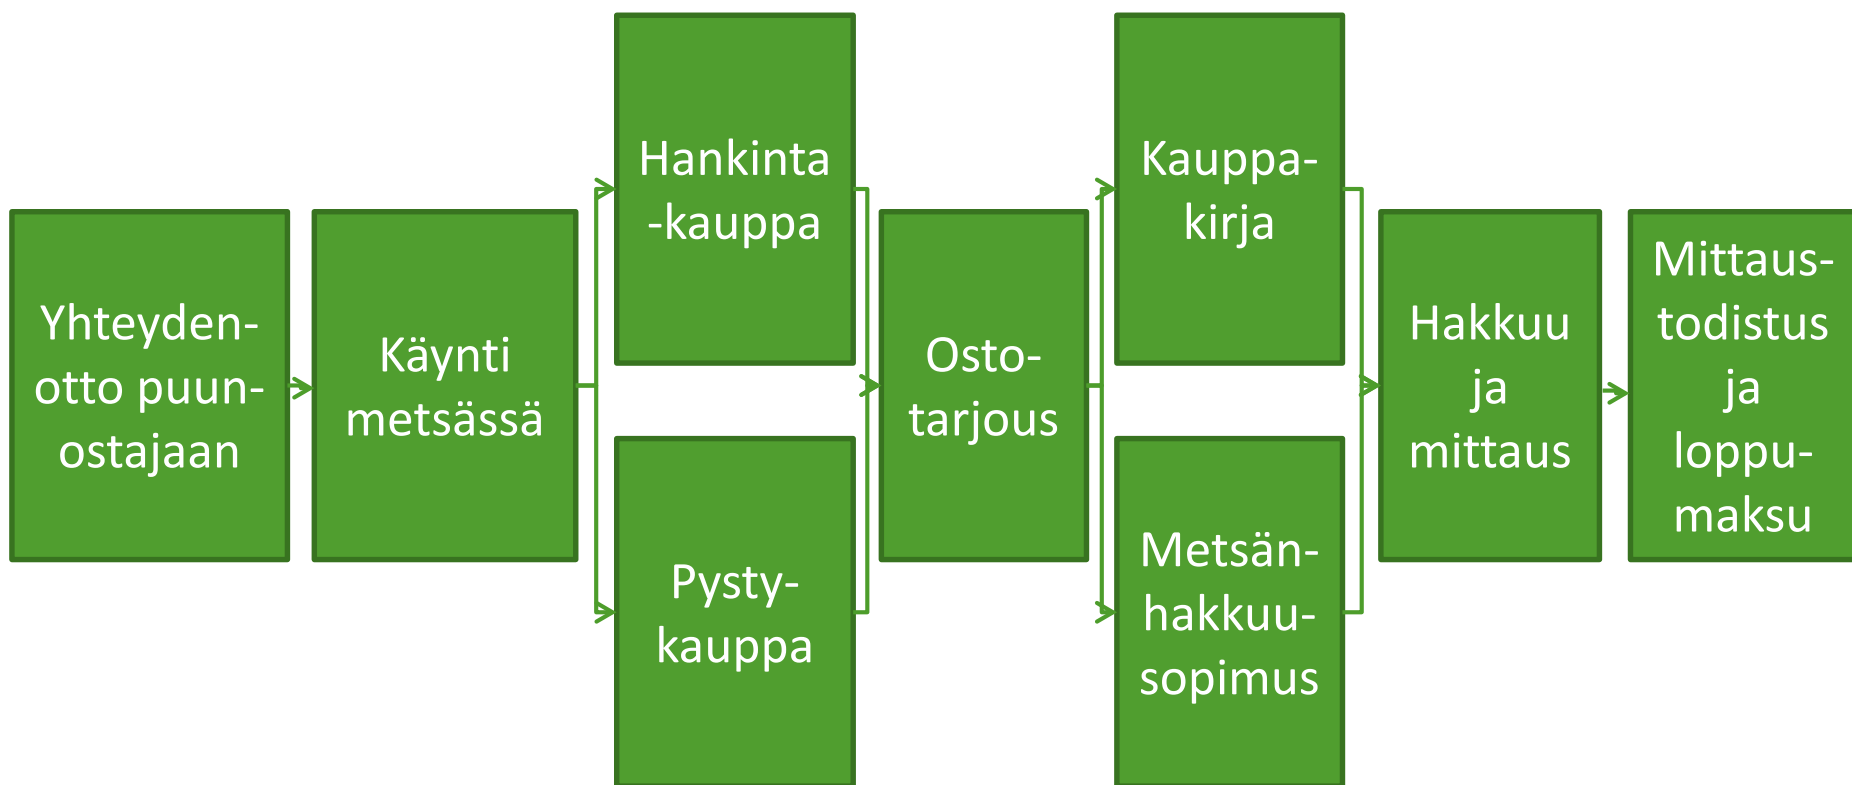 Yhteyden-
otto puun-
ostajaan
Käynti
metsässä
Hankinta
-kauppa
Pysty-
kauppa
Osto-
tarjous
Kauppa-
kirja
Metsän-
hakkuu-
sopimus
Hakkuu
ja
mittaus
Mittaus-
todistus
ja
loppu-
maksu